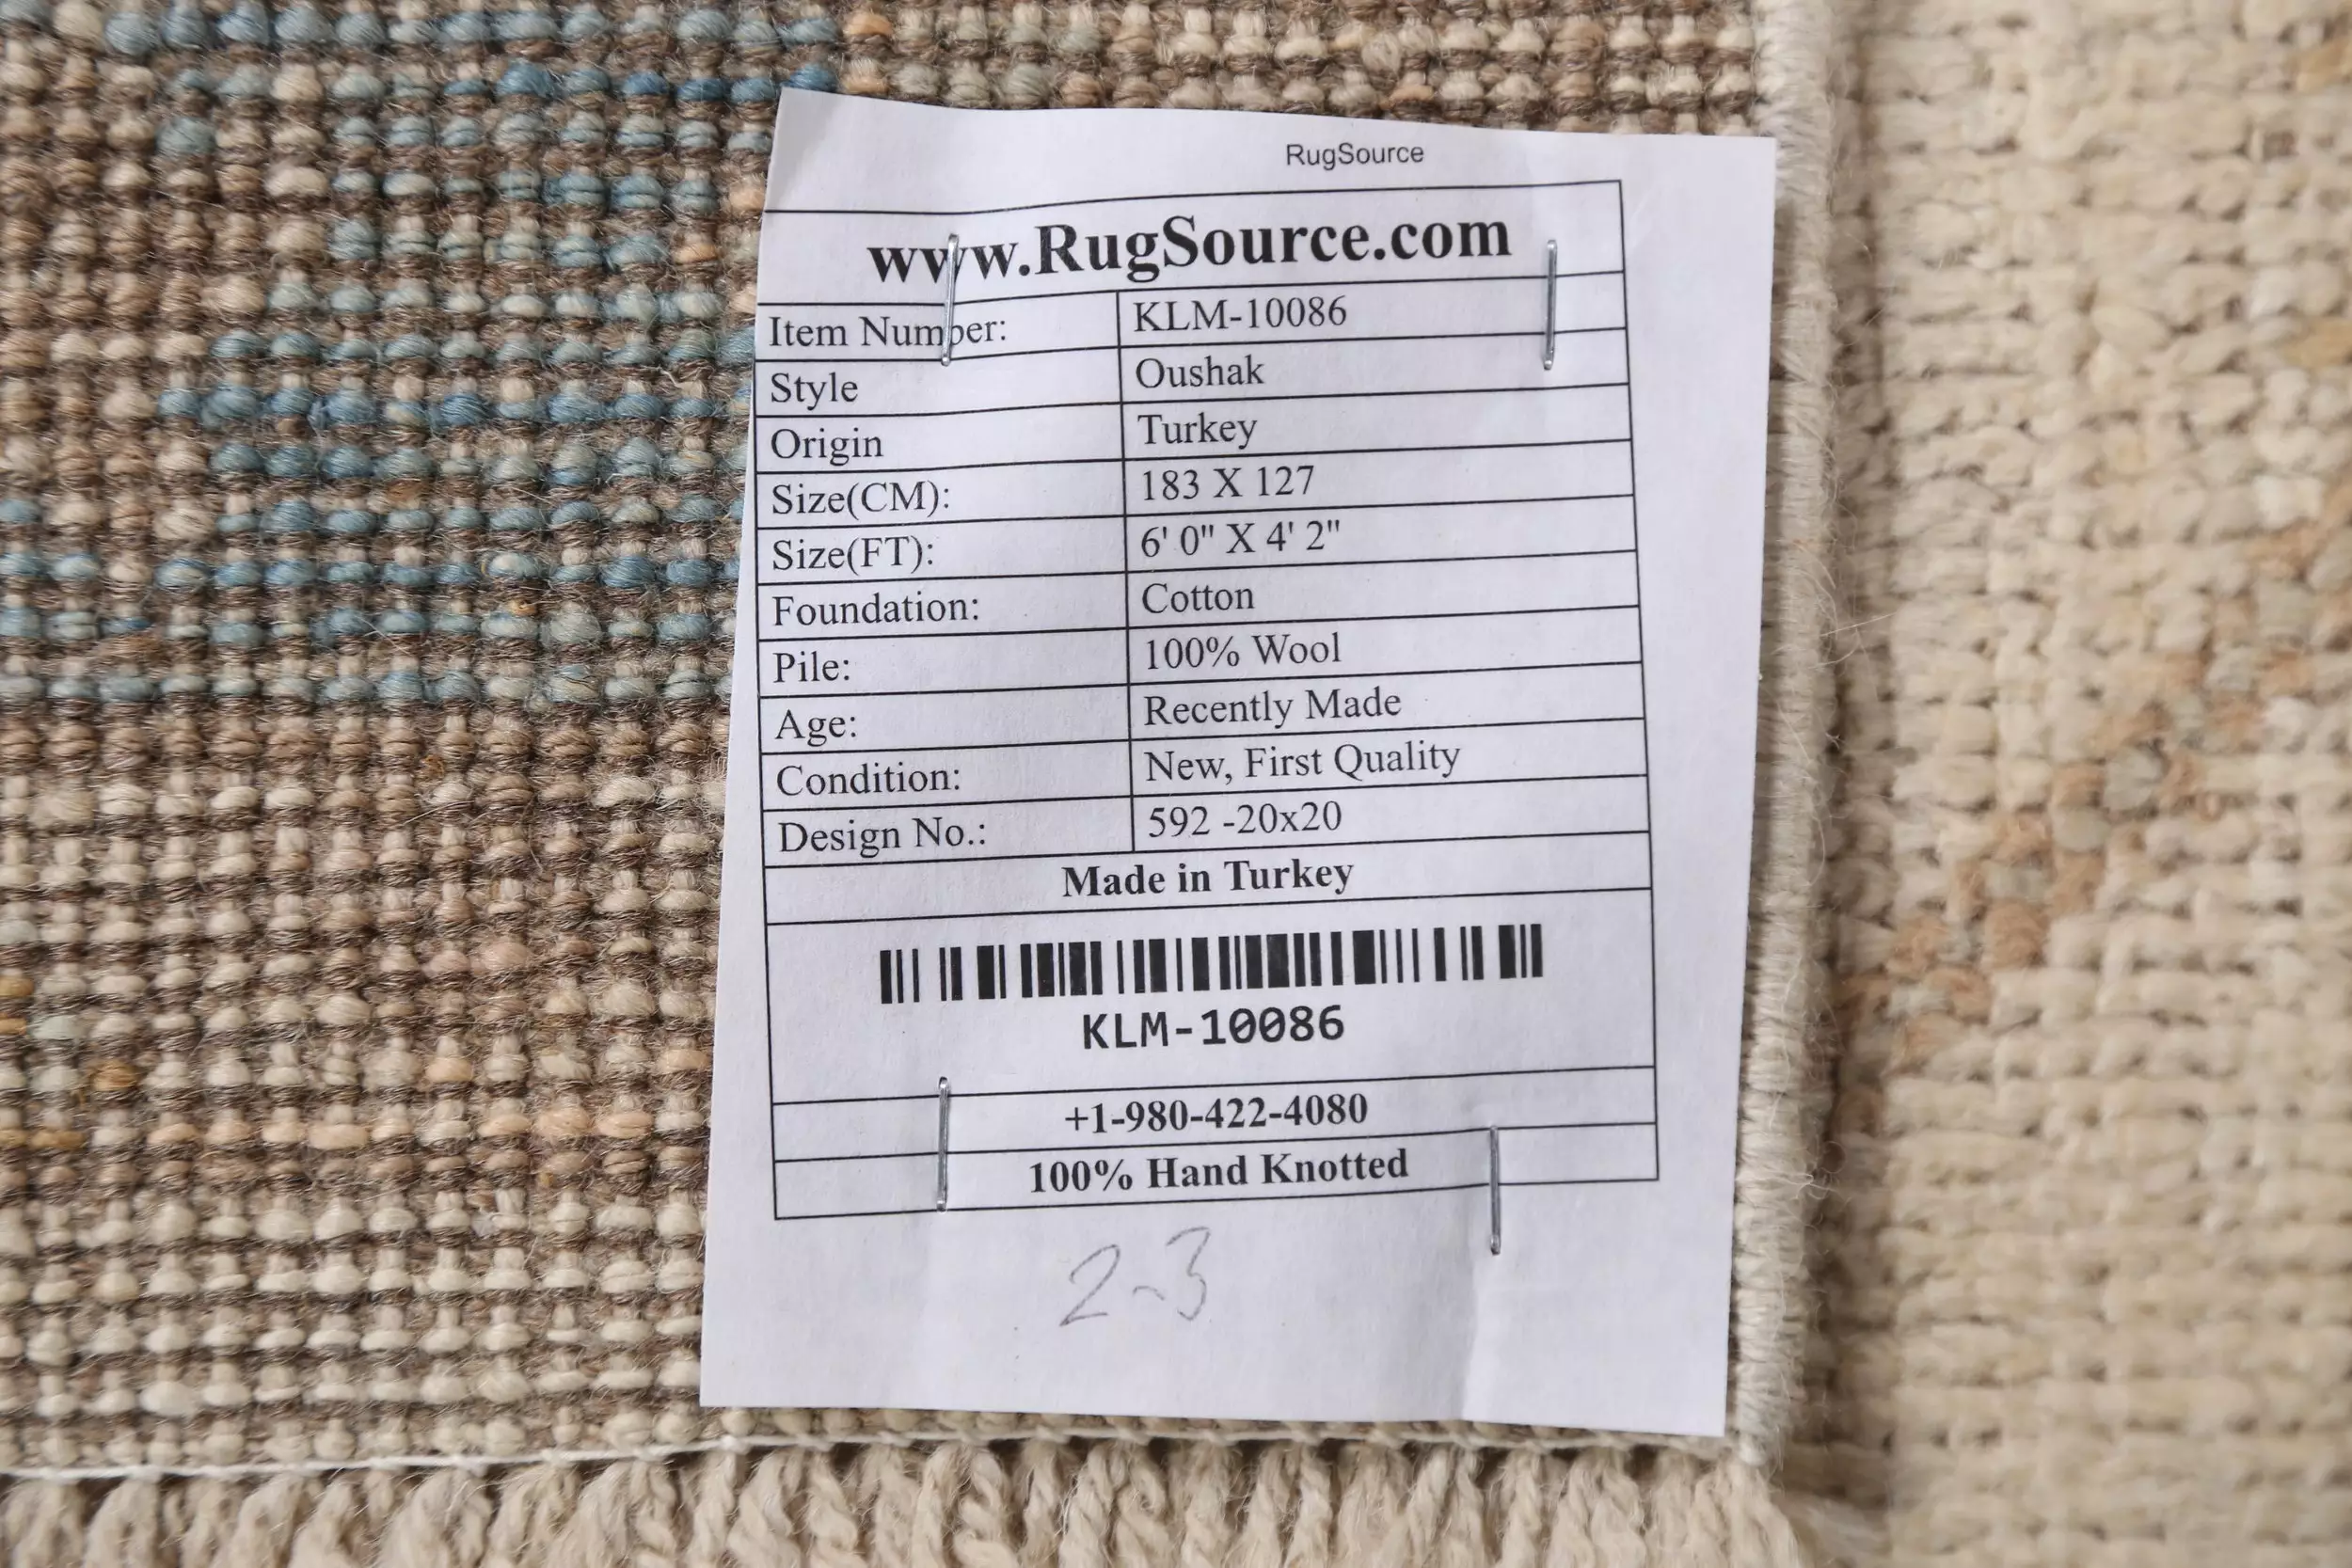 RugSource
www.RugSource.com
Item Number: KLM-10086
Style Oushak
Origin Turkey
Size(CM): 183 X 127
Size(FT): 6' 0" X 4' 2"
Foundation: Cotton
Pile: 100% Wool
Age: Recently Made
Condition: New, First Quality
Design No.: 592 -20x20
Made in Turkey
KLM-10086
+1-980-422-4080
100% Hand Knotted
2-3